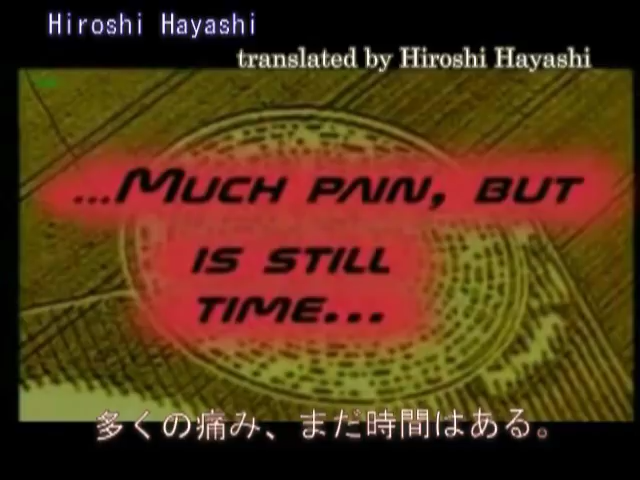 Hiroshi Hayashi
translated by Hiroshi Hayashi
...MUCH PAIN, BUT
IS STILL
TIME...
多くの痛み、まだ時間はある。